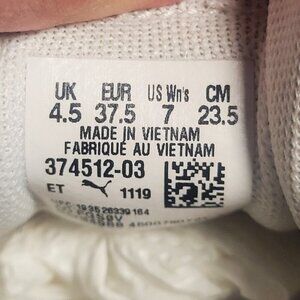 UK EUR US Wn's CM
4.5 37.5 7 23.5
MADE IN VIETNAM
FABRIQUÉ AU VIETNAM
374512-03
ET 1119